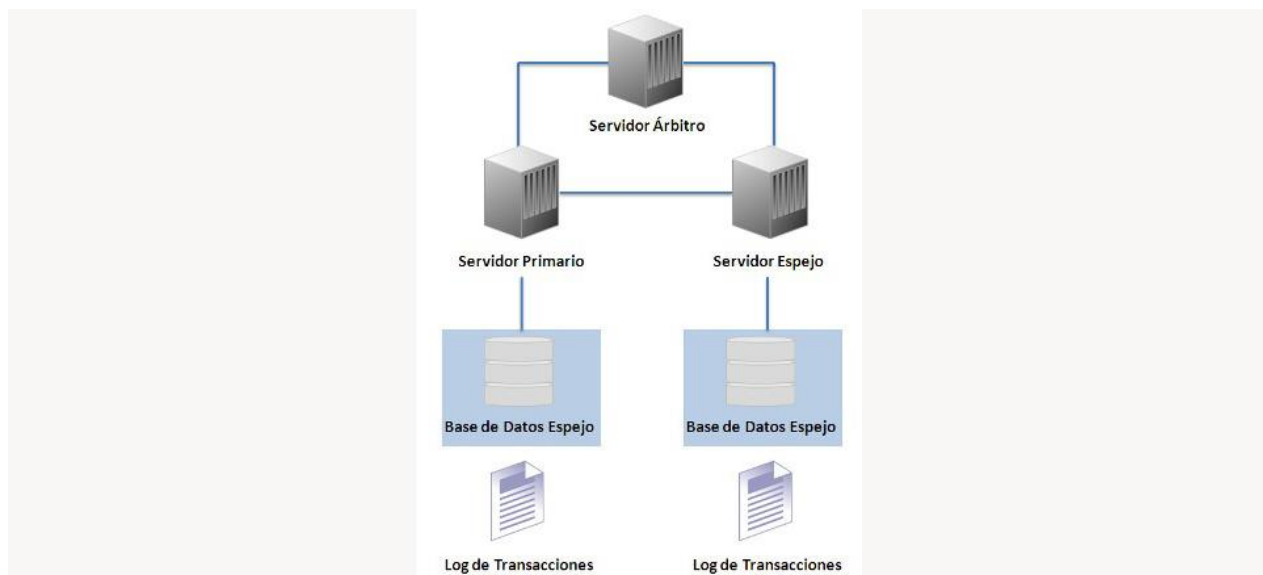 Servidor Árbitro
Servidor Primario
Servidor Espejo
Base de Datos Espejo
Base de Datos Espejo
Log de Transacciones
Log de Transacciones